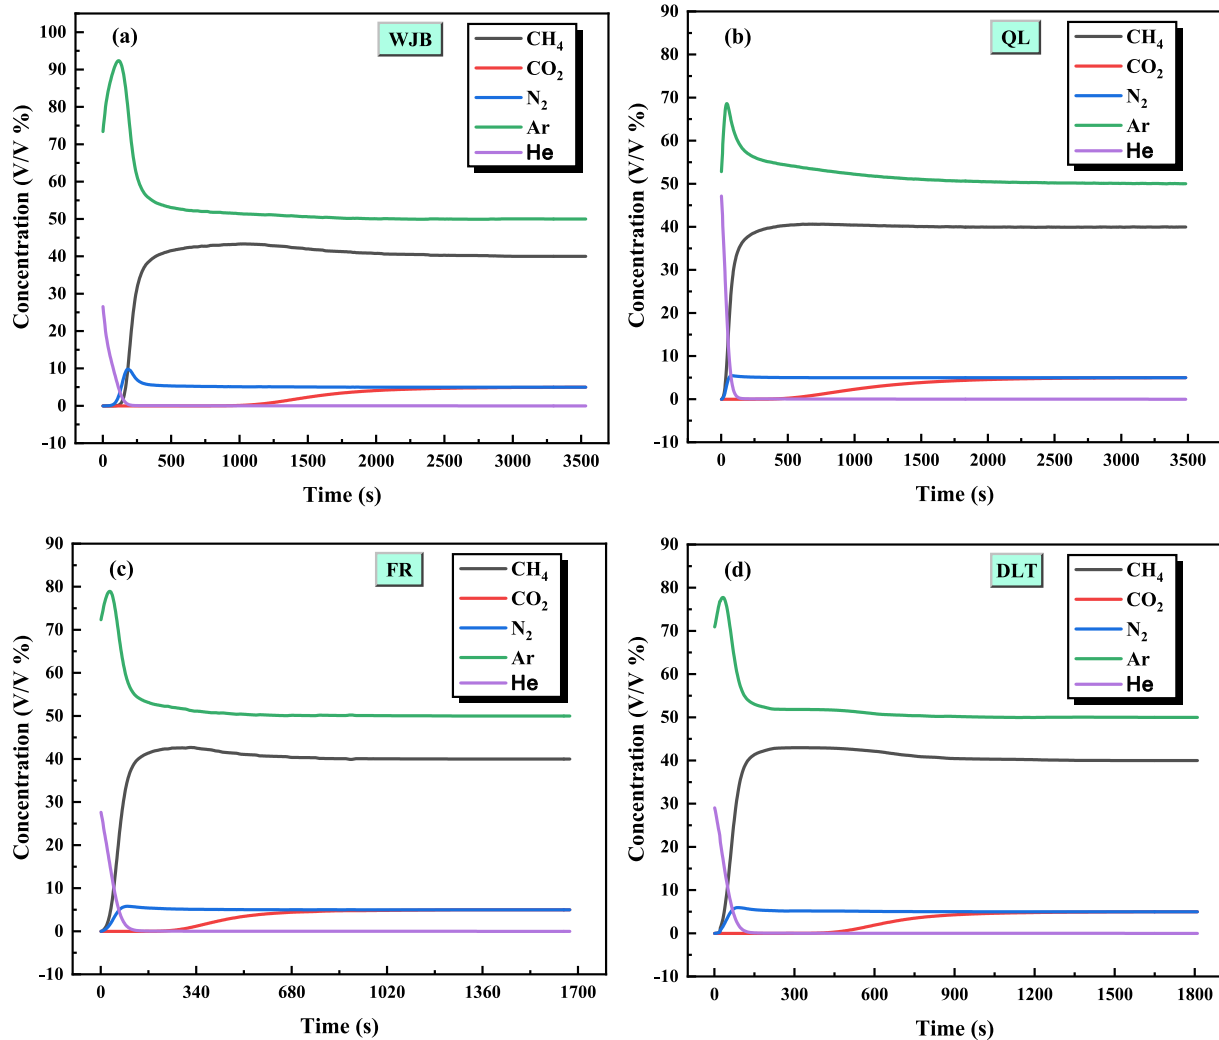 (a)
WJB
CH4
CO2
N2
Ar
He
100
90
80
70
60
50
40
30
20
10
0
-10
Concentration (V/V %)
0 500 1000 1500 2000 2500 3000 3500
Time (s)
(b)
QL
CH4
CO2
N2
Ar
He
90
80
70
60
50
40
30
20
10
0
-10
Concentration (V/V %)
0 500 1000 1500 2000 2500 3000 3500
Time (s)
(c)
FR
CH4
CO2
N2
Ar
He
90
80
70
60
50
40
30
20
10
0
-10
Concentration (V/V %)
0 340 680 1020 1360 1700
Time (s)
(d)
DLT
CH4
CO2
N2
Ar
He
90
80
70
60
50
40
30
20
10
0
-10
Concentration (V/V %)
0 300 600 900 1200 1500 1800
Time (s)